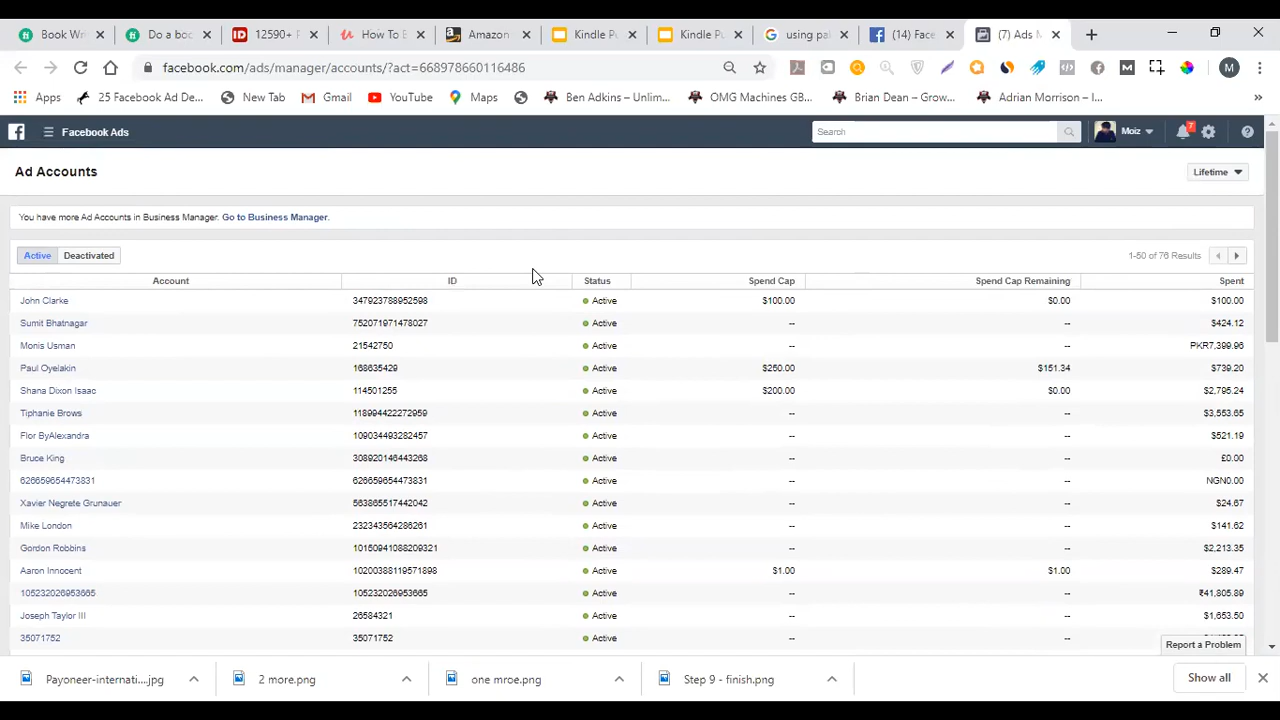 Book Wri
Do a boo
12590+ F
How To E
Amazon
Kindle Pu
Kindle Pu
using pal
(14) Face
(7) Ads M
facebook.com/ads/manager/accounts/?act=668978660116486
M
Apps
25 Facebook Ad De...
New Tab
Gmail
YouTube
Maps
Ben Adkins – Unlim...
OMG Machines GB...
Brian Dean – Grow...
Adrian Morrison – I...
»
Facebook Ads
Search
Moiz
7
Ad Accounts
Lifetime
You have more Ad Accounts in Business Manager. Go to Business Manager.
Active Deactivated
1-50 of 76 Results
Account ID Status Spend Cap Spend Cap Remaining Spent
John Clarke 347923788952598 Active $100.00 $0.00 $100.00
Sumit Bhatnagar 752071971478027 Active -- -- $424.12
Monis Usman 21542750 Active -- -- PKR7,399.96
Paul Oyelakin 168635429 Active $250.00 $151.34 $739.20
Shana Dixon Isaac 114501255 Active $200.00 $0.00 $2,795.24
Tiphanie Brows 118994422272959 Active -- -- $3,553.65
Flor ByAlexandra 109034493282457 Active -- -- $521.19
Bruce King 308920146443268 Active -- -- £0.00
626659654473831 626659654473831 Active -- -- NGN0.00
Xavier Negrete Grunauer 563865517442042 Active -- -- $24.67
Mike London 232343564286261 Active -- -- $141.62
Gordon Robbins 10150941088209321 Active -- -- $2,213.35
Aaron Innocent 10200388119571898 Active $1.00 $1.00 $289.47
105232026953665 105232026953665 Active -- -- ₹41,805.89
Joseph Taylor III 26584321 Active -- -- $1,653.50
35071752 35071752 Active -- --
Report a Problem
Payoneer-internati....jpg
2 more.png
one mroe.png
Step 9 - finish.png
Show all